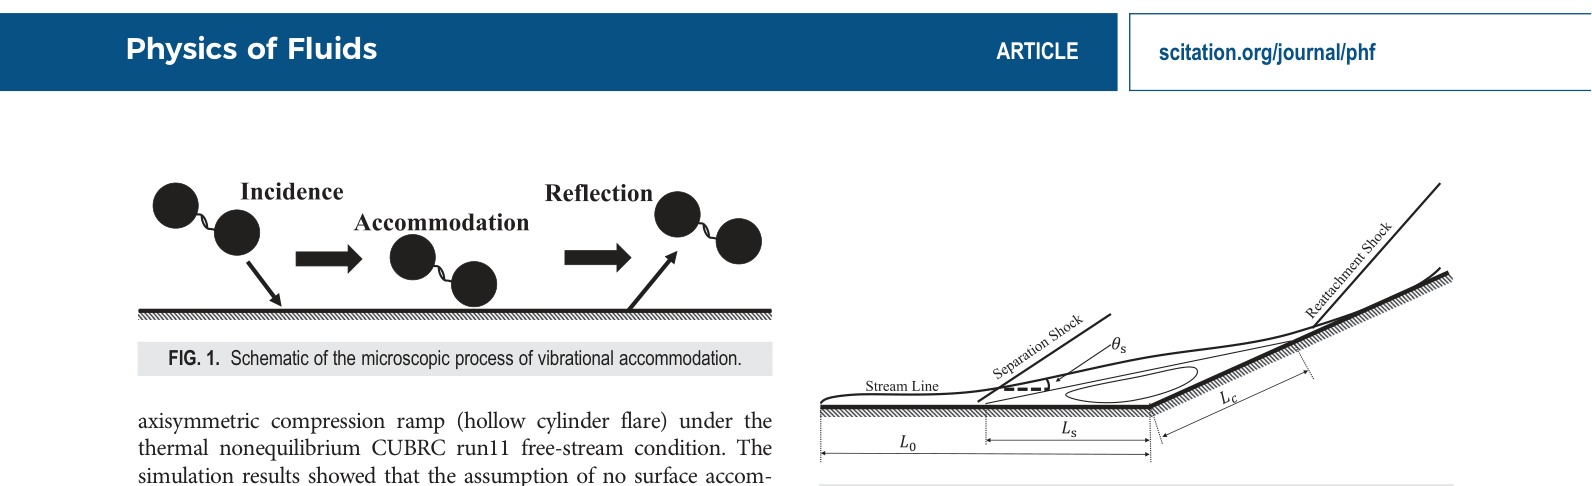 Physics of Fluids
ARTICLE
scitation.org/journal/phf
Incidence
Accommodation
Reflection
FIG. 1. Schematic of the microscopic process of vibrational accommodation.
axisymmetric compression ramp (hollow cylinder flare) under the
thermal nonequilibrium CUBRC run11 free-stream condition. The
simulation results showed that the assumption of no surface accom-
Stream Line
Separation Shock
θs
Reattachment Shock
Lc
Ls
L0